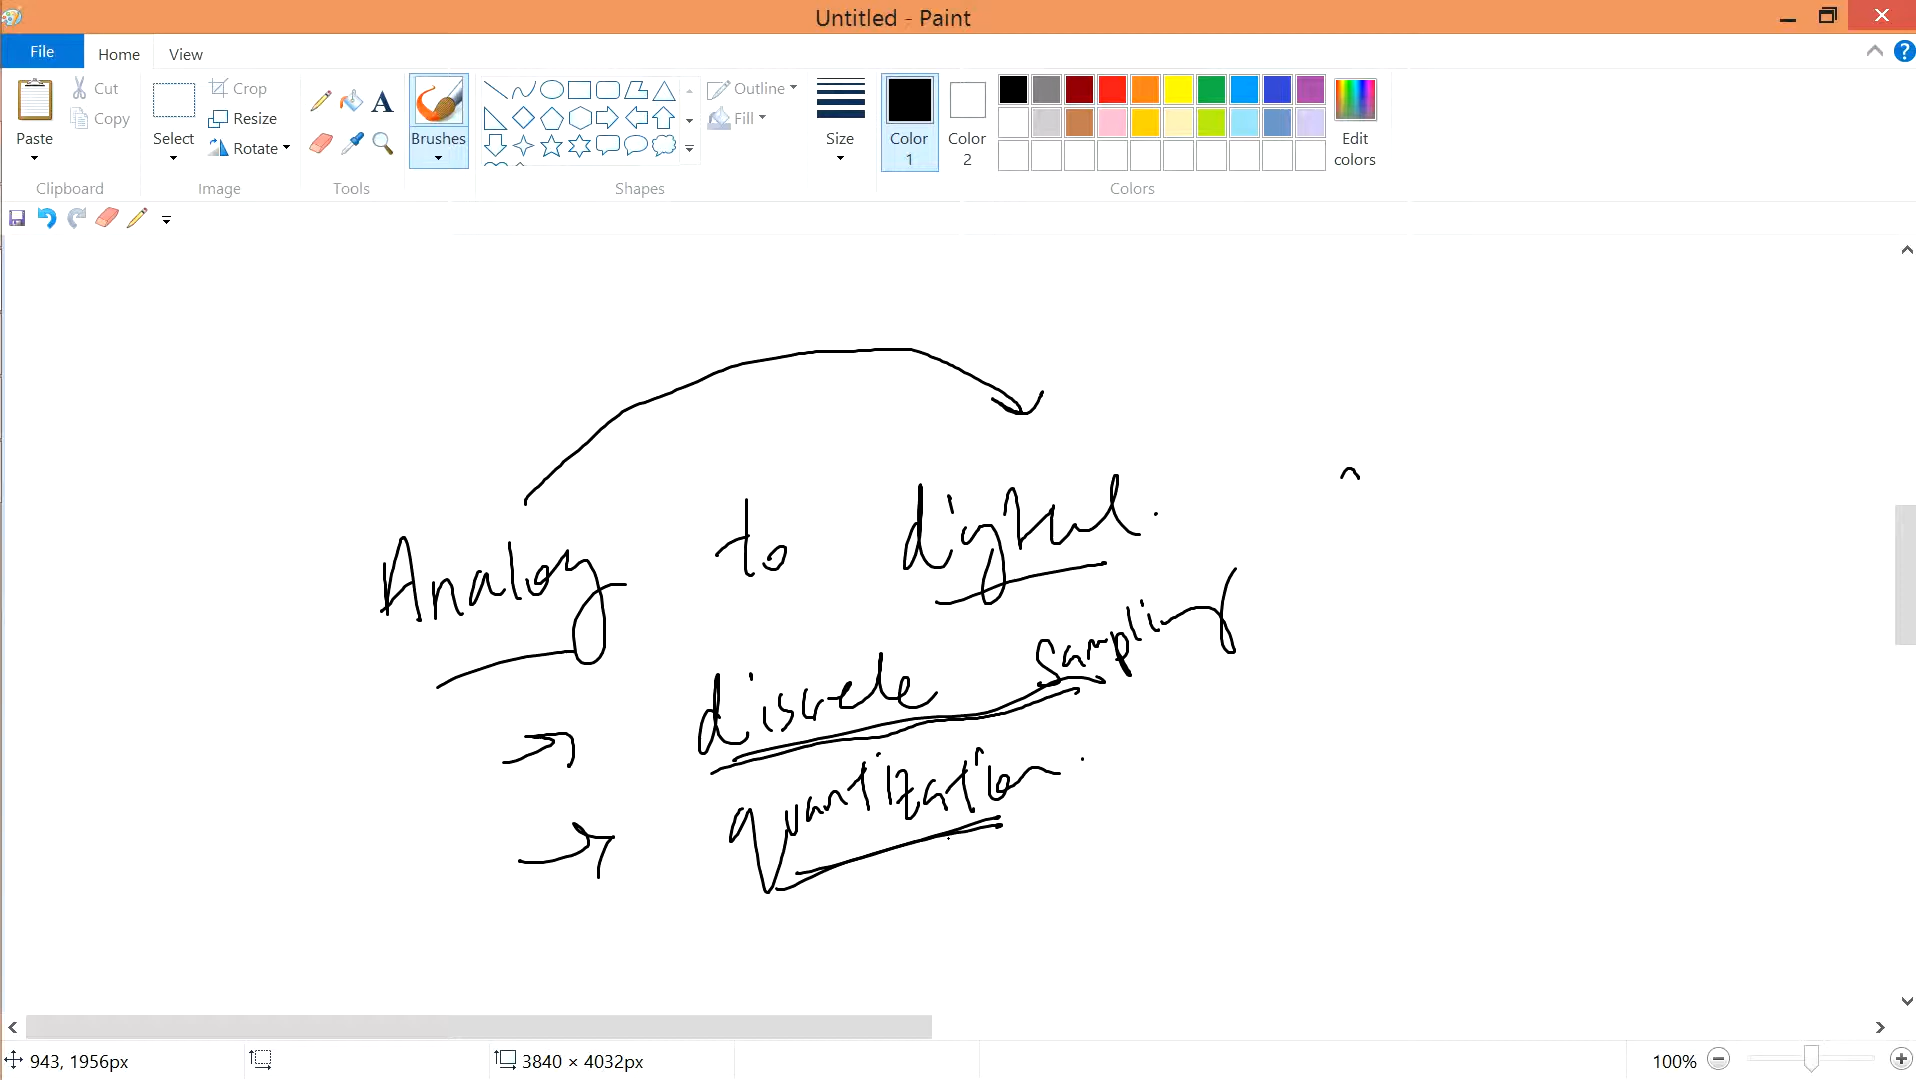 Untitled - Paint
File Home View
Paste
Cut
Copy
Clipboard
Select
Crop
Resize
Rotate
Image
Tools
Brushes
Shapes
Outline
Fill
Size
Color 1
Color 2
Edit colors
Colors
Analog to digital.
discrete sampling
quantization.
943, 1956px
3840 × 4032px
100%